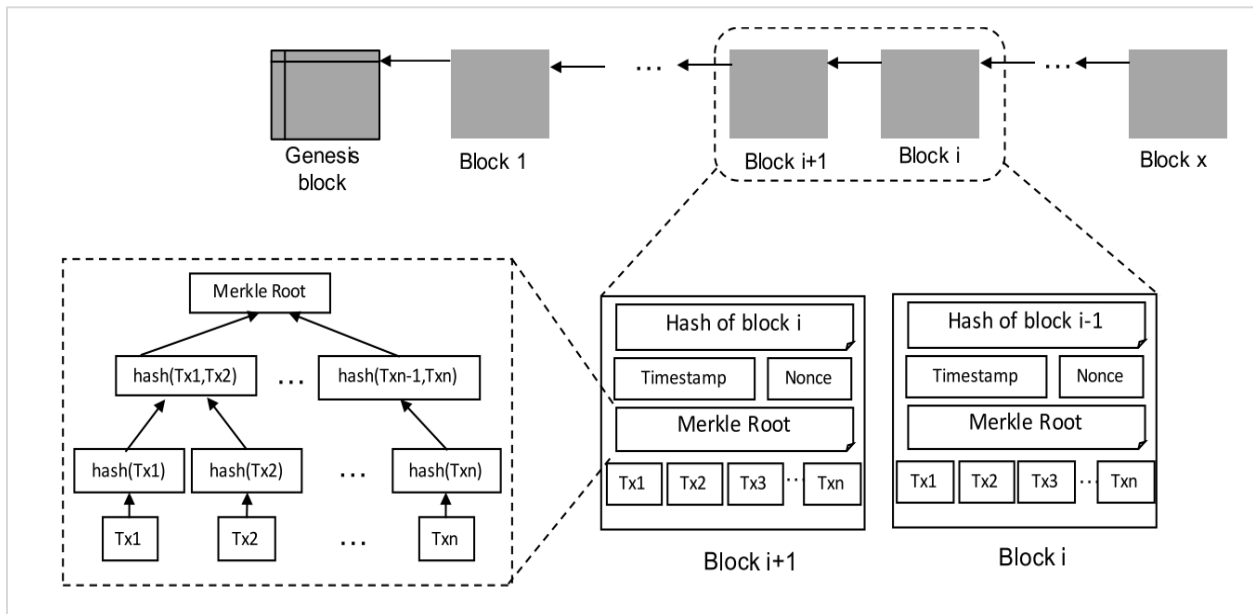 ...
...
Genesis
block
Block 1
Block i+1
Block i
Block x
Merkle Root
hash(Tx1,Tx2)
...
hash(Txn-1,Txn)
hash(Tx1)
hash(Tx2)
...
hash(Txn)
Tx1
Tx2
...
Txn
Hash of block i
Timestamp
Nonce
Merkle Root
Tx1
Tx2
Tx3
...
Txn
Block i+1
Hash of block i-1
Timestamp
Nonce
Merkle Root
Tx1
Tx2
Tx3
...
Txn
Block i